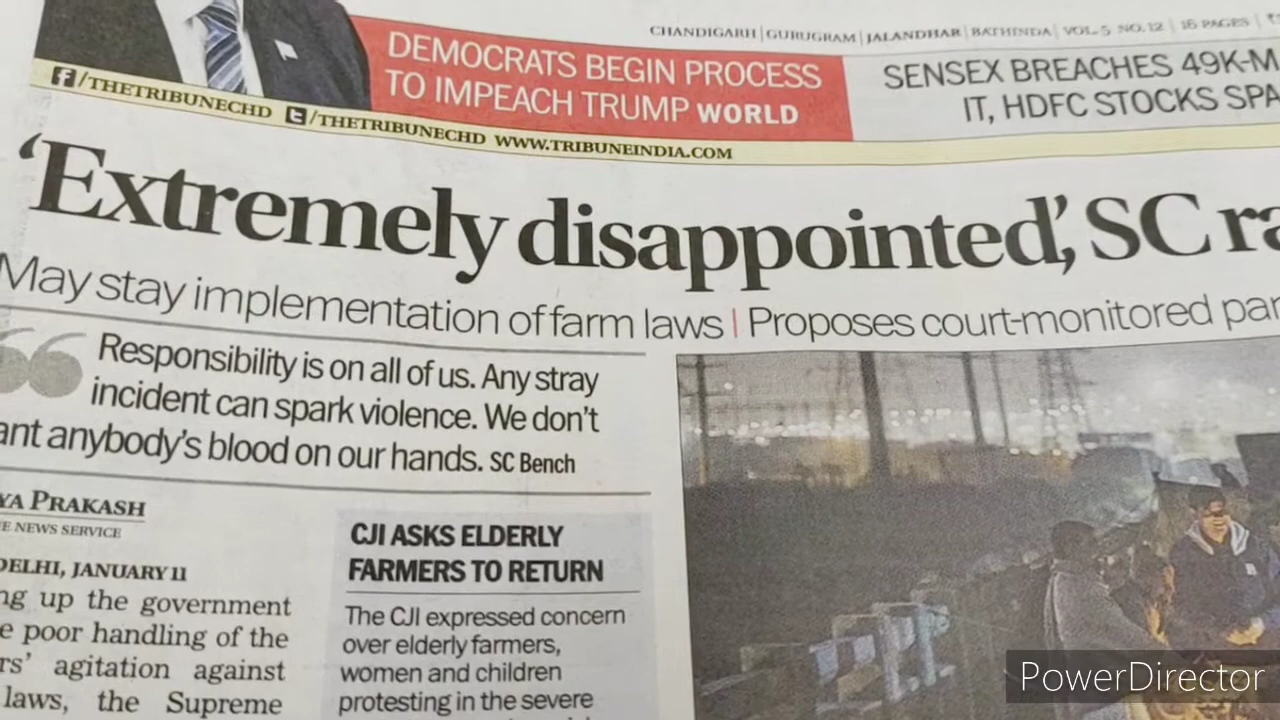 CHANDIGARH | GURUGRAM | JALANDHAR | BATHINDA | VOL. 5 NO. 12 | 16 PAGES |
DEMOCRATS BEGIN PROCESS
TO IMPEACH TRUMP WORLD
SENSEX BREACHES 49K-M
IT, HDFC STOCKS SPA
/THETRIBUNECHD /THETRIBUNECHD WWW.TRIBUNEINDIA.COM
‘Extremely disappointed’, SC ra
May stay implementation of farm laws | Proposes court-monitored pan
Responsibility is on all of us. Any stray
incident can spark violence. We don’t
ant anybody’s blood on our hands. SC Bench
YA PRAKASH
E NEWS SERVICE
DELHI, JANUARY 11
ng up the government
e poor handling of the
rs’ agitation against
laws, the Supreme
CJI ASKS ELDERLY
FARMERS TO RETURN
The CJI expressed concern
over elderly farmers,
women and children
protesting in the severe
PowerDirector